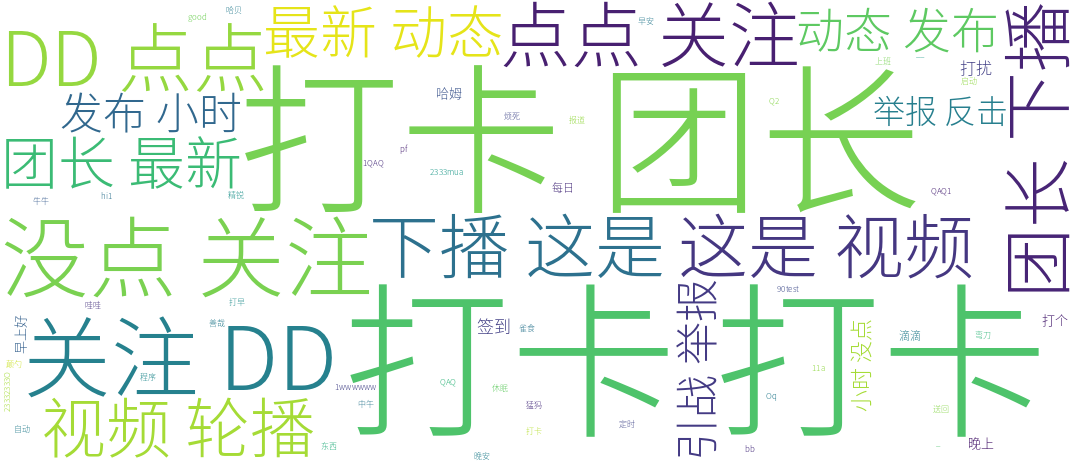 DD 点点
最新 动态
点点 关注
动态 发布
团长 下播
哈贝
good
早安
上班
一
启动
打扰
发布 小时
打卡 团长
哈姆
烦死
报道
Q2
举报 反击
团长 最新
1QAQ
pf
2333mua
每日
QAQ1
牛牛
hi1
精悦
没点 关注
下播 这是
这是 视频
哇哇
打早
90test
早上好
善哉
关注 DD
打卡 打卡
签到
雀食
引战 举报
小时 没点
滴滴
弯刀
打个
程序
1wwwwww
QAQ
休眠
11a
2332333O
视频 轮播
中午
猛犸
Oq
送回
自动
打卡
定时
东西
晚安
bb
晚上